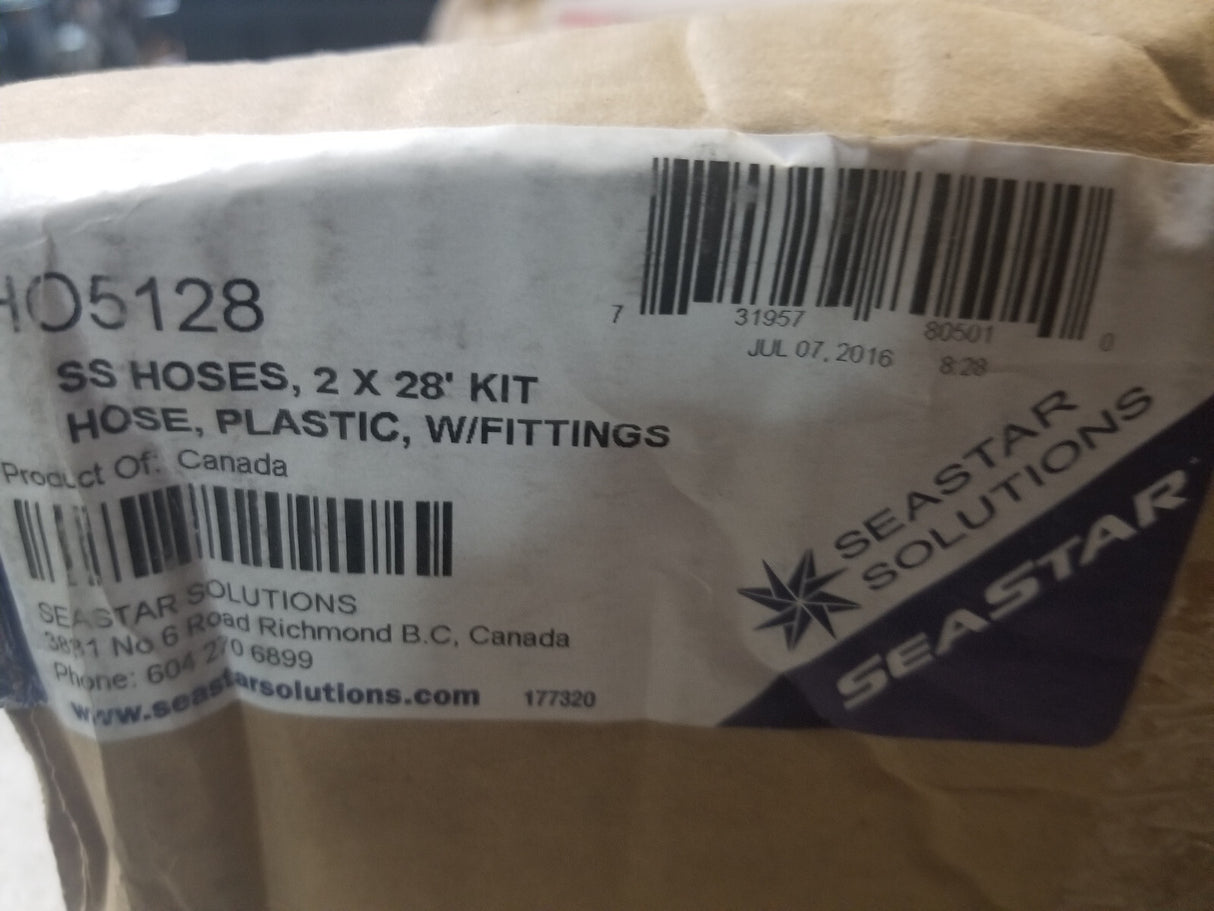 HO5128
SS HOSES, 2 X 28' KIT
HOSE, PLASTIC, W/FITTINGS
Product Of: Canada
SEASTAR SOLUTIONS
3831 No 6 Road Richmond B.C, Canada
Phone: 604 270 6899
www.seastarsolutions.com 177320
7 31957 80501 0
JUL 07, 2016 8:28
SEASTAR
SOLUTIONS
SEASTAR